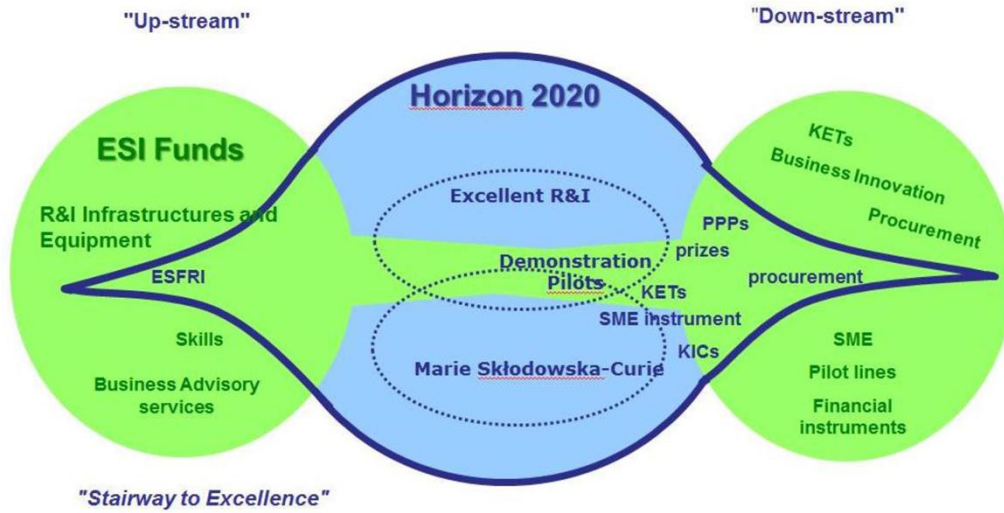 "Up-stream"
"Down-stream"
Horizon 2020
ESI Funds
R&I Infrastructures and
Equipment
ESFRI
Skills
Business Advisory
services
"Stairway to Excellence"
Excellent R&I
Demonstration
Pilots
Marie Skłodowska-Curie
PPPs
prizes
KETs
SME instrument
KICs
procurement
KETs
Business Innovation
Procurement
SME
Pilot lines
Financial
instruments